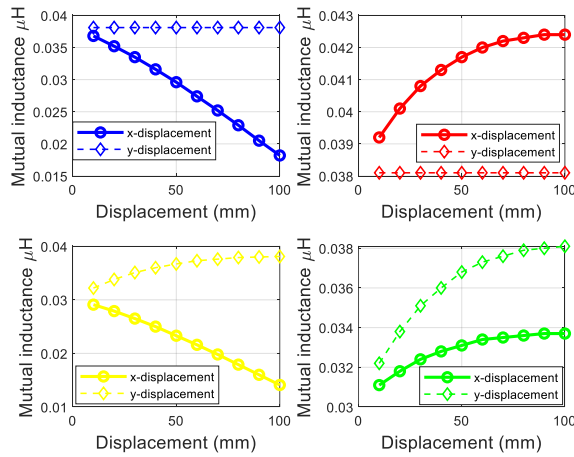 0.04
0.035
0.03
0.025
0.02
0.015
0
50
100
Mutual inductance μH
Displacement (mm)
x-displacement
y-displacement
0.043
0.042
0.041
0.04
0.039
0.038
0
50
100
Mutual inductance μH
Displacement (mm)
x-displacement
y-displacement
0.04
0.03
0.02
0.01
0
50
100
Mutual inductance μH
Displacement (mm)
x-displacement
y-displacement
0.038
0.036
0.034
0.032
0.03
0
50
100
Mutual inductance μH
Displacement (mm)
x-displacement
y-displacement